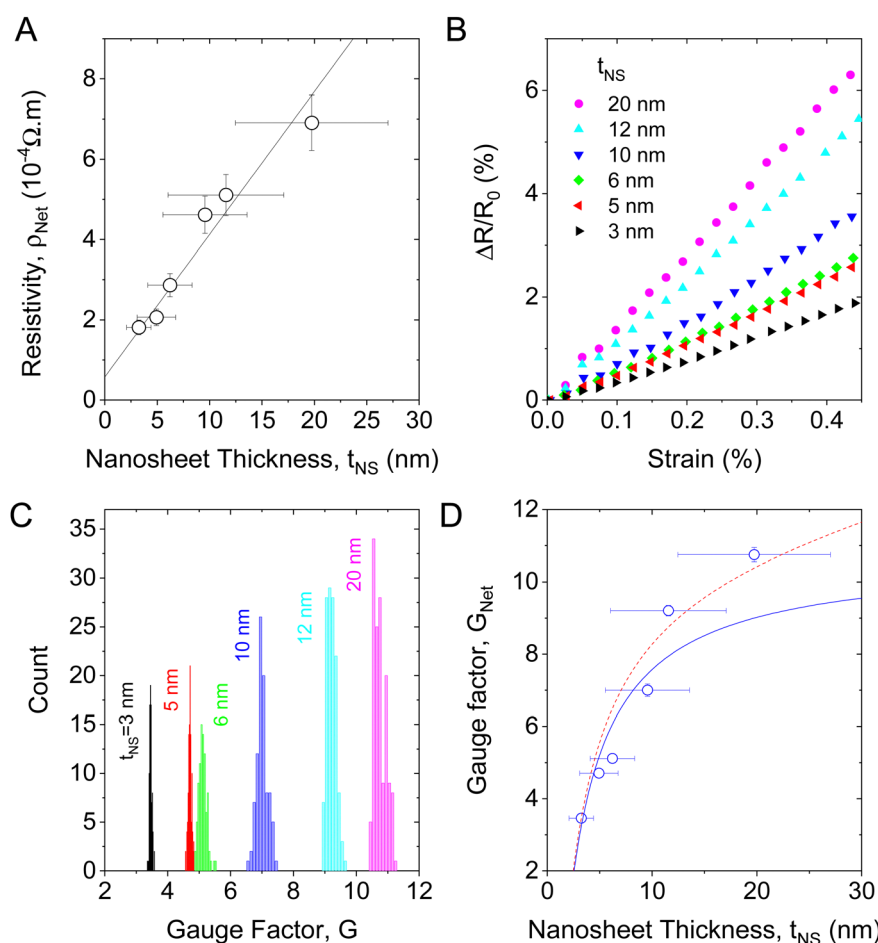 A
Resistivity, ρNet (10-4Ω.m)
8
6
4
2
0
0 5 10 15 20 25 30
Nanosheet Thickness, tNS (nm)
B
ΔR/R0 (%)
6
4
2
0
tNS
20 nm
12 nm
10 nm
6 nm
5 nm
3 nm
0.0 0.1 0.2 0.3 0.4
Strain (%)
C
Count
35
30
25
20
15
10
5
0
tNS=3 nm
5 nm
6 nm
10 nm
12 nm
20 nm
2 4 6 8 10 12
Gauge Factor, G
D
Gauge factor, GNet
12
10
8
6
4
2
0 10 20 30
Nanosheet Thickness, tNS (nm)